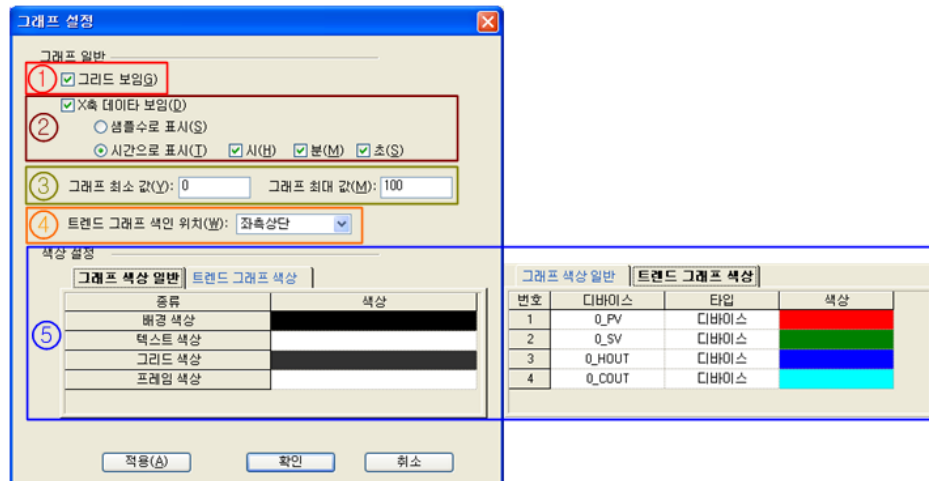 그래프 설정
그래프 일반
① 그리드 보임G)
② X축 데이타 보임(D)
샘플수로 표시(S)
시간으로 표시(T) 시(H) 분(M) 초(S)
③ 그래프 최소 값(Y): 0 그래프 최대 값(M): 100
④ 트렌드 그래프 색인 위치(W): 좌측상단
색상 설정
⑤
그래프 색상 일반 트렌드 그래프 색상
종류 색상
배경 색상
텍스트 색상
그리드 색상
프레임 색상
그래프 색상 일반 트렌드 그래프 색상
번호 디바이스 타입 색상
1 0_PV 디바이스
2 0_SV 디바이스
3 0_HOUT 디바이스
4 0_COUT 디바이스
적용(A) 확인 취소